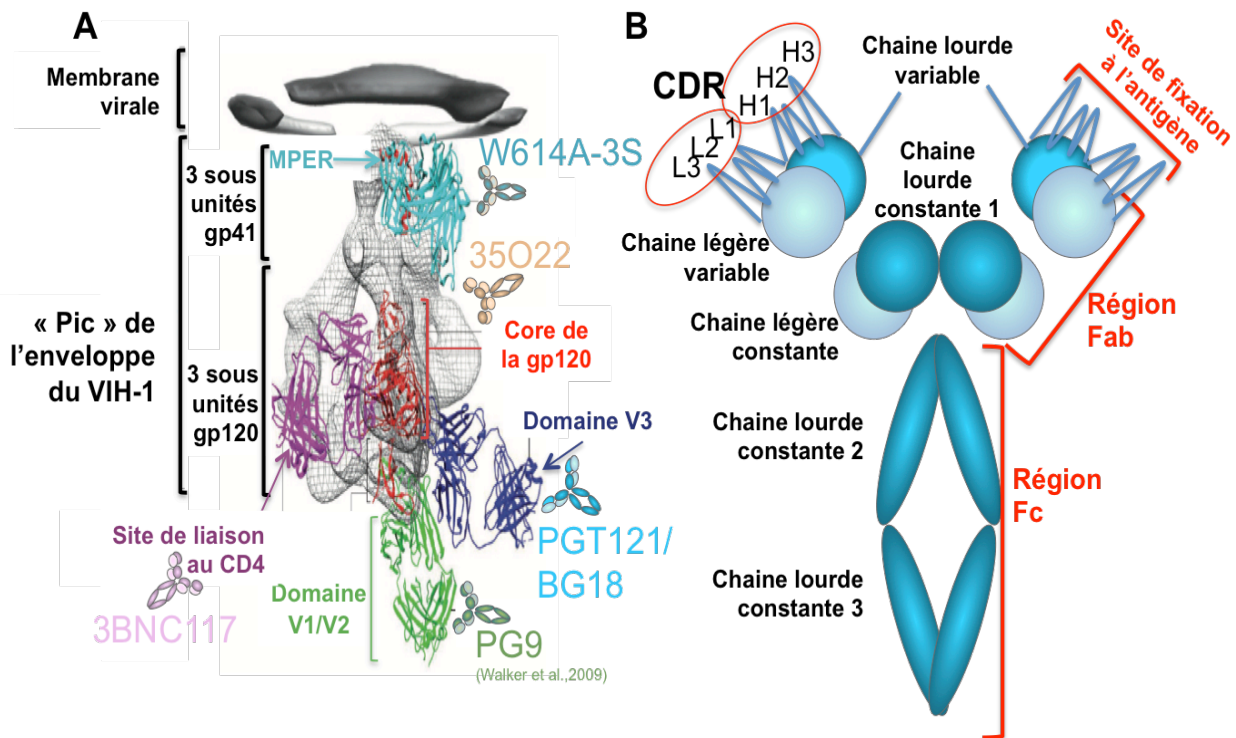 A
Membrane
virale
« Pic » de
l’enveloppe
du VIH-1
3 sous
unités
gp41
3 sous
unités
gp120
MPER
W614A-3S
35O22
Core de
la gp120
Domaine V3
PGT121/
BG18
Site de liaison
au CD4
3BNC117
Domaine
V1/V2
PG9
(Walker et al.,2009)
B
CDR
H3
H2
H1
L1
L2
L3
Chaine lourde
variable
Site de fixation
à l’antigène
Chaine
lourde
constante 1
Chaine légère
variable
Chaine légère
constante
Région
Fab
Chaine lourde
constante 2
Région
Fc
Chaine lourde
constante 3